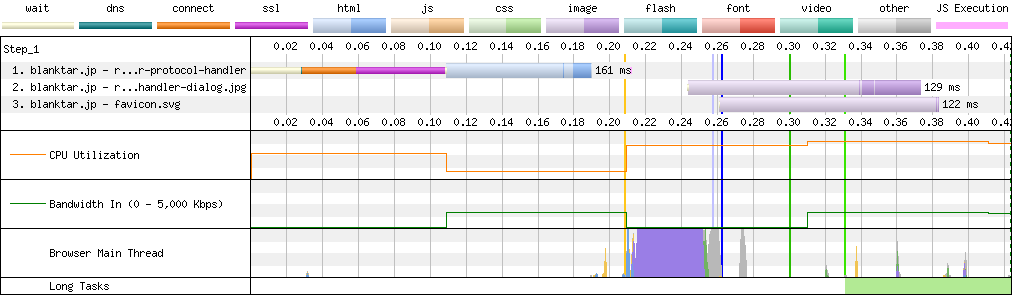 wait dns connect ssl html js css image flash font video other JS Execution
Step_1 0.02 0.04 0.06 0.08 0.10 0.12 0.14 0.16 0.18 0.20 0.22 0.24 0.26 0.28 0.30 0.32 0.34 0.36 0.38 0.40 0.42
1. blanktar.jp - r...r-protocol-handler 161 ms
2. blanktar.jp - r...handler-dialog.jpg 129 ms
3. blanktar.jp - favicon.svg 122 ms
0.02 0.04 0.06 0.08 0.10 0.12 0.14 0.16 0.18 0.20 0.22 0.24 0.26 0.28 0.30 0.32 0.34 0.36 0.38 0.40 0.42
CPU Utilization
Bandwidth In (0 - 5,000 Kbps)
Browser Main Thread
Long Tasks